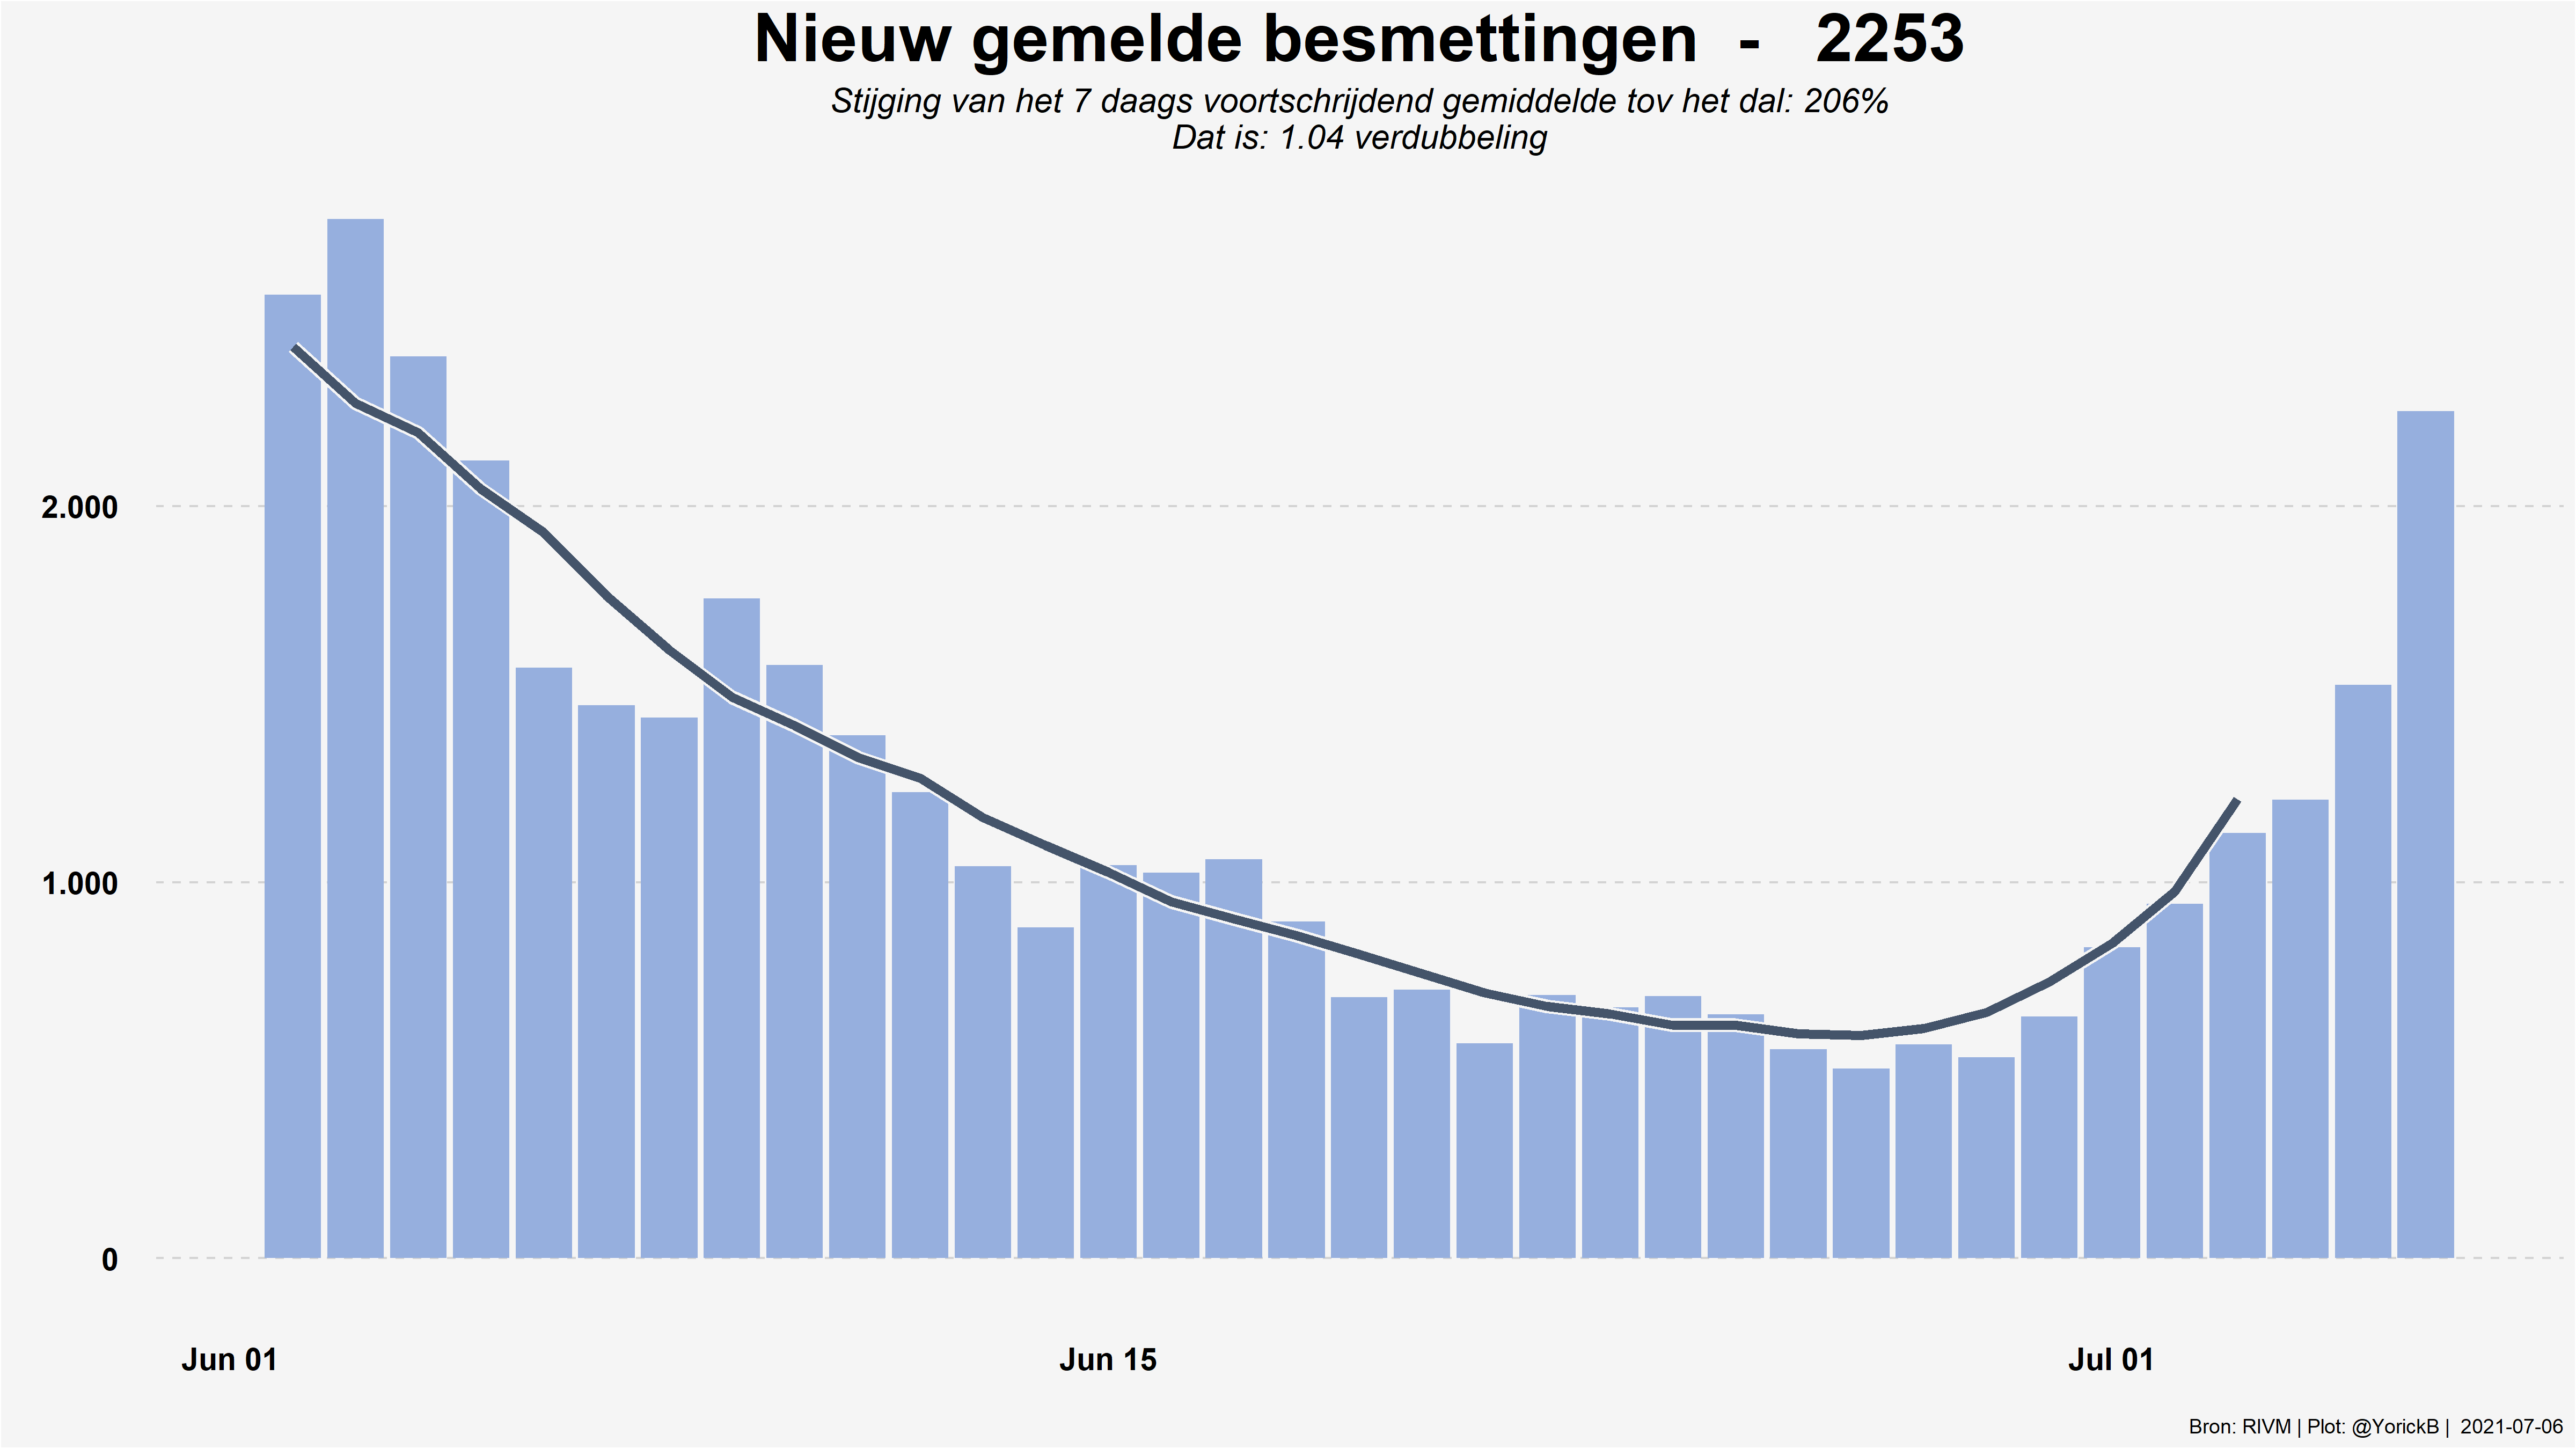 Nieuw gemelde besmettingen - 2253
Stijging van het 7 daags voortschrijdend gemiddelde tov het dal: 206%
Dat is: 1.04 verdubbeling
2.000
1.000
0
Jun 01
Jun 15
Jul 01
Bron: RIVM | Plot: @YorickB | 2021-07-06